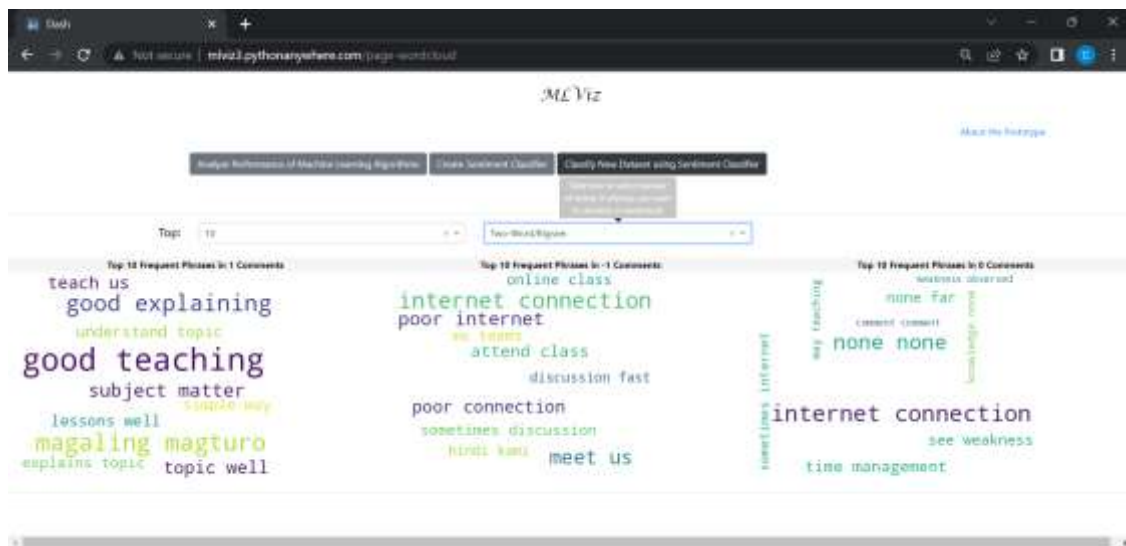 Dash
Not secure | mlviz3.pythonanywhere.com/page-wordcloud
MLViz
About the Prototype
Analyze Performance of Machine Learning Algorithms
Create Sentiment Classifier
Classify New Dataset using Sentiment Classifier
Top:
10
Two-Word/Bigram
Top 10 Frequent Phrases in 1 Comments
teach us
good explaining
understand topic
good teaching
subject matter
simple way
lessons well
magaling magturo
explains topic
topic well
Top 10 Frequent Phrases in -1 Comments
online class
internet connection
poor internet
attend class
discussion fast
poor connection
sometimes discussion
hindi kami
meet us
Top 10 Frequent Phrases in 0 Comments
weakness observed
none far
comment comment
none none
way teaching
knowledge none
sometimes internet
internet connection
see weakness
time management